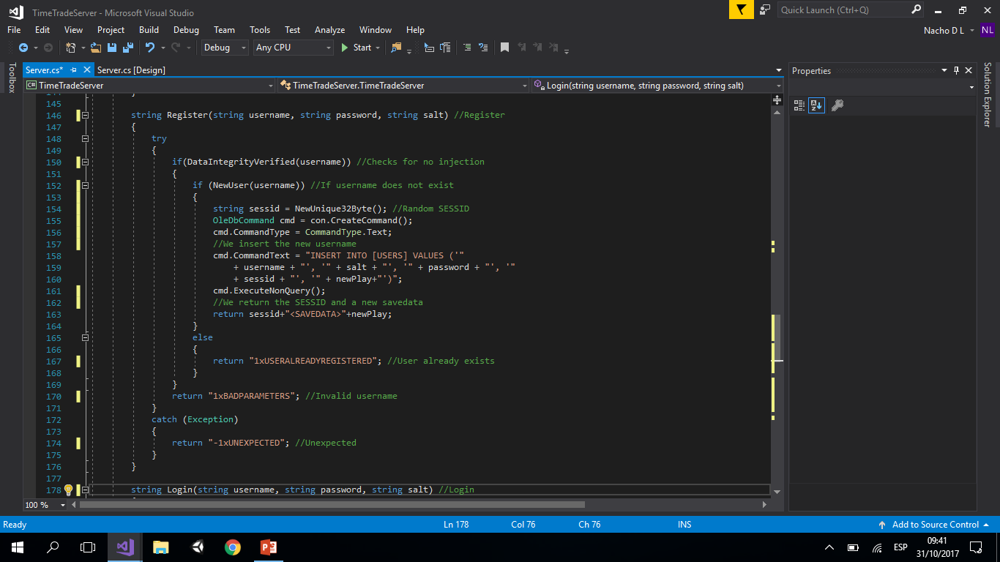 TimeTradeServer - Microsoft Visual Studio
Quick Launch (Ctrl+Q)
File Edit View Project Build Debug Team Tools Test Analyze Window Help
Nacho D L NL
Debug Any CPU Start
Toolbox
Server.cs* Server.cs [Design]
TimeTradeServer TimeTradeServer.TimeTradeServer Login(string username, string password, string salt)
Properties
Solution Explorer
144 }
145
146 string Register(string username, string password, string salt) //Register
147 {
148 try
149 {
150 if(DataIntegrityVerified(username)) //Checks for no injection
151 {
152 if (NewUser(username)) //If username does not exist
153 {
154 string sessid = NewUnique32Byte(); //Random SESSID
155 OleDbCommand cmd = con.CreateCommand();
156 cmd.CommandType = CommandType.Text;
157 //We insert the new username
158 cmd.CommandText = "INSERT INTO [USERS] VALUES ('"
159 + username + "', '" + salt + "', '" + password + "', '"
160 + sessid + "', '" + newPlay+"')";
161 cmd.ExecuteNonQuery();
162 //We return the SESSID and a new savedata
163 return sessid+"<SAVEDATA>"+newPlay;
164 }
165 else
166 {
167 return "1xUSERALREADYREGISTERED"; //User already exists
168 }
169 }
170 return "1xBADPARAMETERS"; //Invalid username
171 }
172 catch (Exception)
173 {
174 return "-1xUNEXPECTED"; //Unexpected
175 }
176 }
177
178 string Login(string username, string password, string salt) //Login
100 %
Ready Ln 178 Col 76 Ch 76 INS Add to Source Control
ESP 09:41
31/10/2017